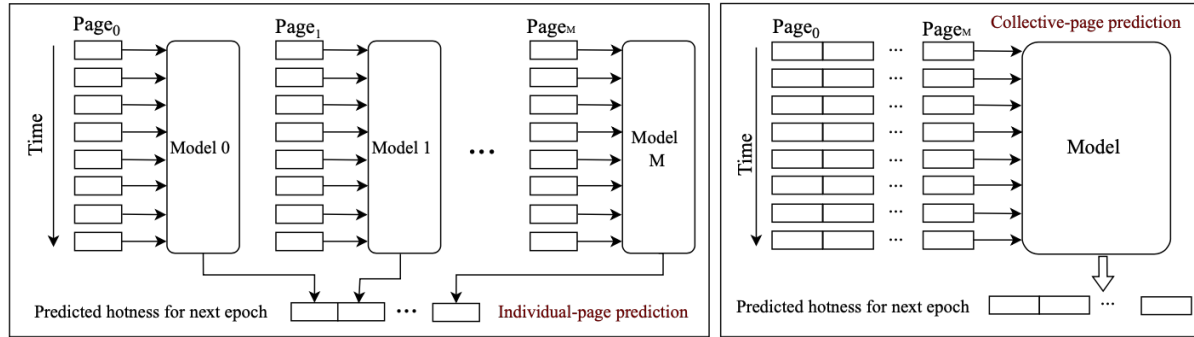 Page0
Page1
PageM
Time
Model 0
Model 1
...
Model
M
Predicted hotness for next epoch
...
Individual-page prediction
Collective-page prediction
Page0
...
PageM
Time
...
...
...
...
...
...
...
...
Model
Predicted hotness for next epoch
...